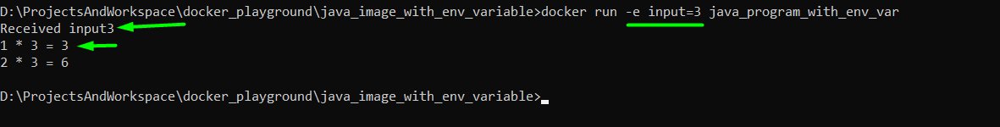 D:\ProjectsAndWorkspace\docker_playground\java_image_with_env_variable>docker run -e input=3 java_program_with_env_var
Received input3
1 * 3 = 3
2 * 3 = 6
D:\ProjectsAndWorkspace\docker_playground\java_image_with_env_variable>